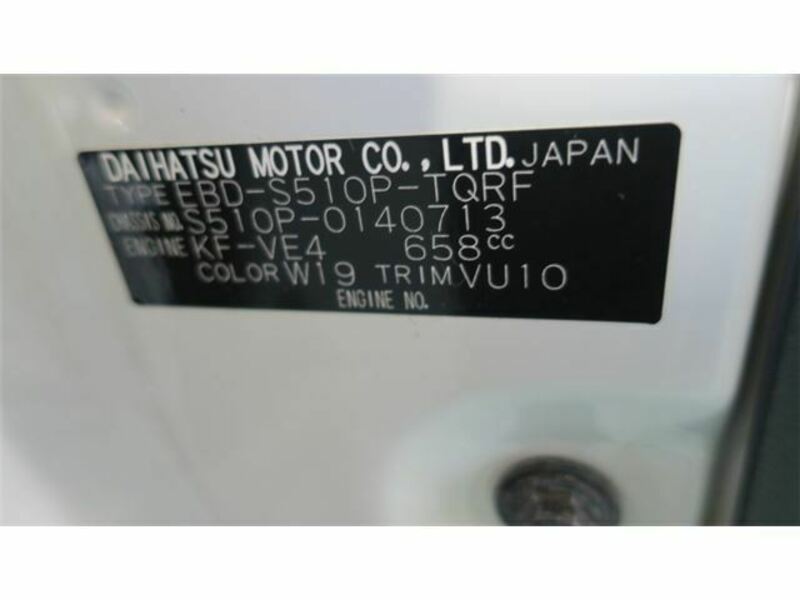 DAIHATSU MOTOR CO., LTD. JAPAN
TYPE EBD-S510P-TQRF
CHASSIS NO. S510P-0140713
ENGINE KF-VE4 658cc
COLOR W19 TRIM VU10
ENGINE NO.